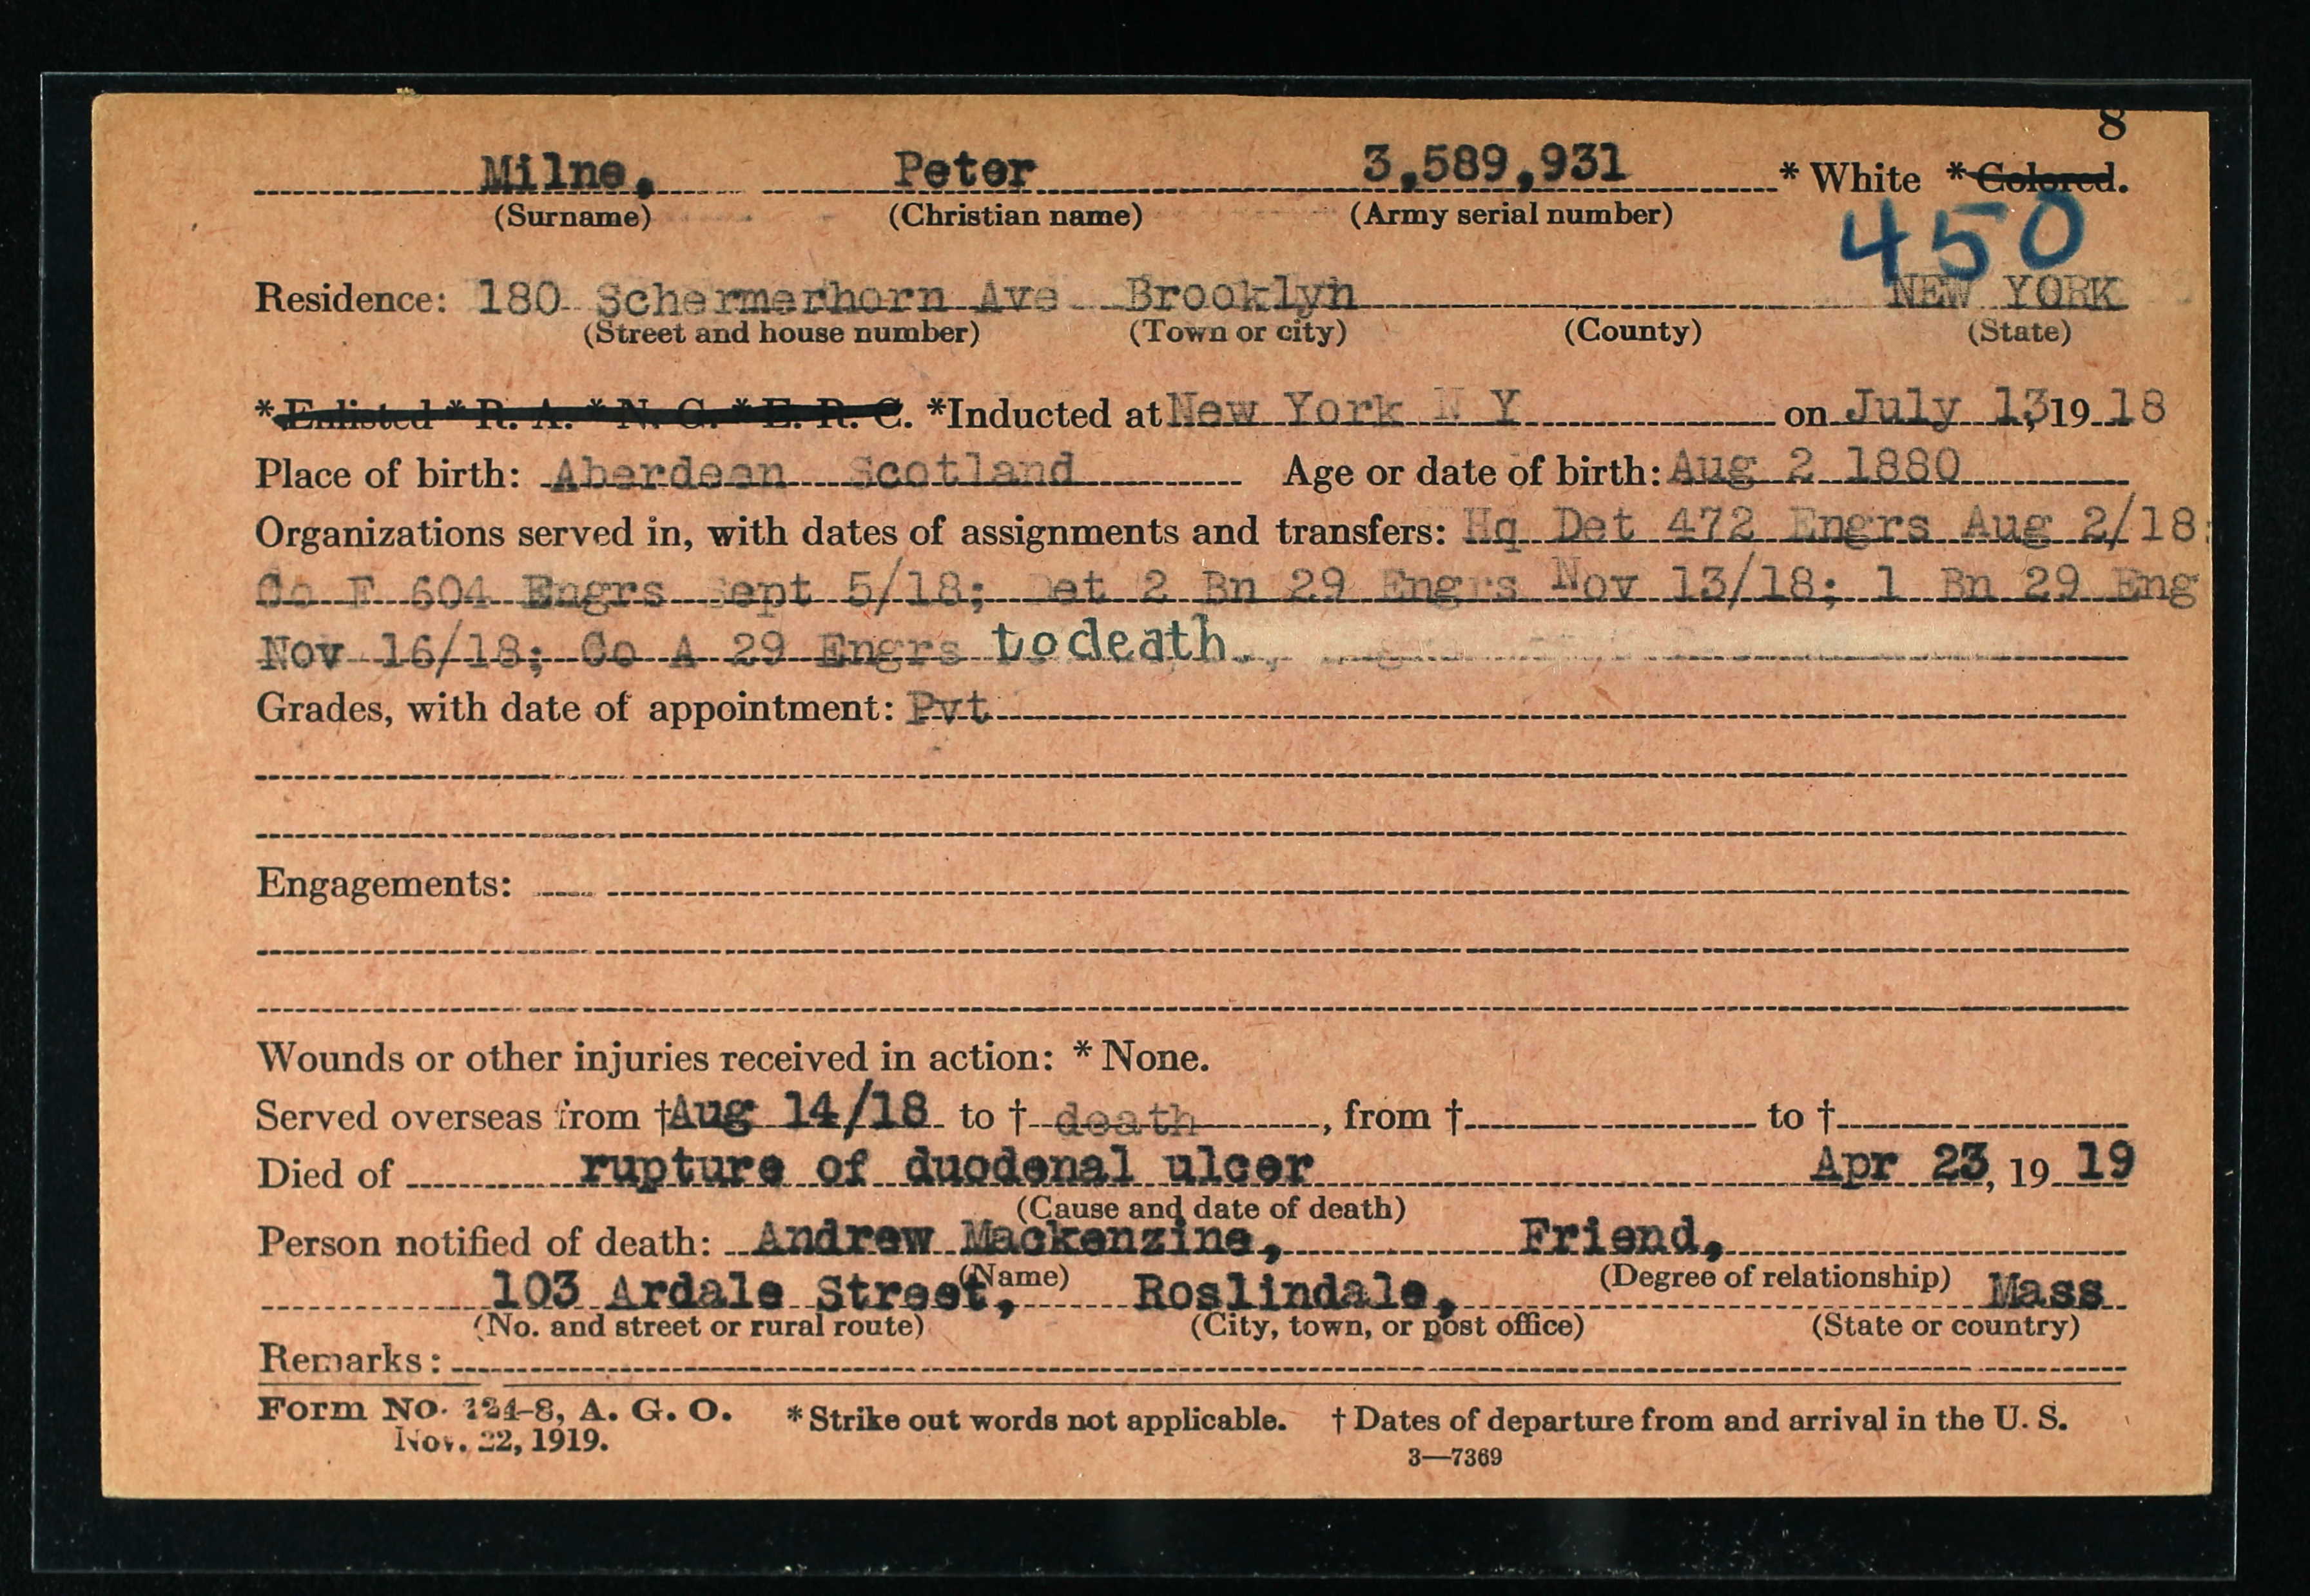 8
Milne, Peter 3,589,931 * White * Colored.
(Surname) (Christian name) (Army serial number)
450
Residence: 180 Schermerhorn Ave Brooklyn NEW YORK
(Street and house number) (Town or city) (County) (State)
* Enlisted * R. A. * N. G. * E. R. C. *Inducted at New York N Y on July 13, 19 18
Place of birth: Aberdeen Scotland Age or date of birth: Aug 2 1880
Organizations served in, with dates of assignments and transfers: Hq Det 472 Engrs Aug 2/18;
Co F 604 Engrs Sept 5/18; Det 2 Bn 29 Engrs Nov 13/18; 1 Bn 29 Eng
Nov 16/18; Co A 29 Engrs to death.
Grades, with date of appointment: Pvt
Engagements:
Wounds or other injuries received in action: * None.
Served overseas from † Aug 14/18 to † death, from † to †
Died of rupture of duodenal ulcer Apr 23, 19 19
(Cause and date of death)
Person notified of death: Andrew Mackenzine, Friend,
(Name) (Degree of relationship)
103 Ardale Street, Roslindale, Mass
(No. and street or rural route) (City, town, or post office) (State or country)
Remarks:
Form No. 124-8, A. G. O. * Strike out words not applicable. † Dates of departure from and arrival in the U. S.
Nov. 22, 1919.
3—7369